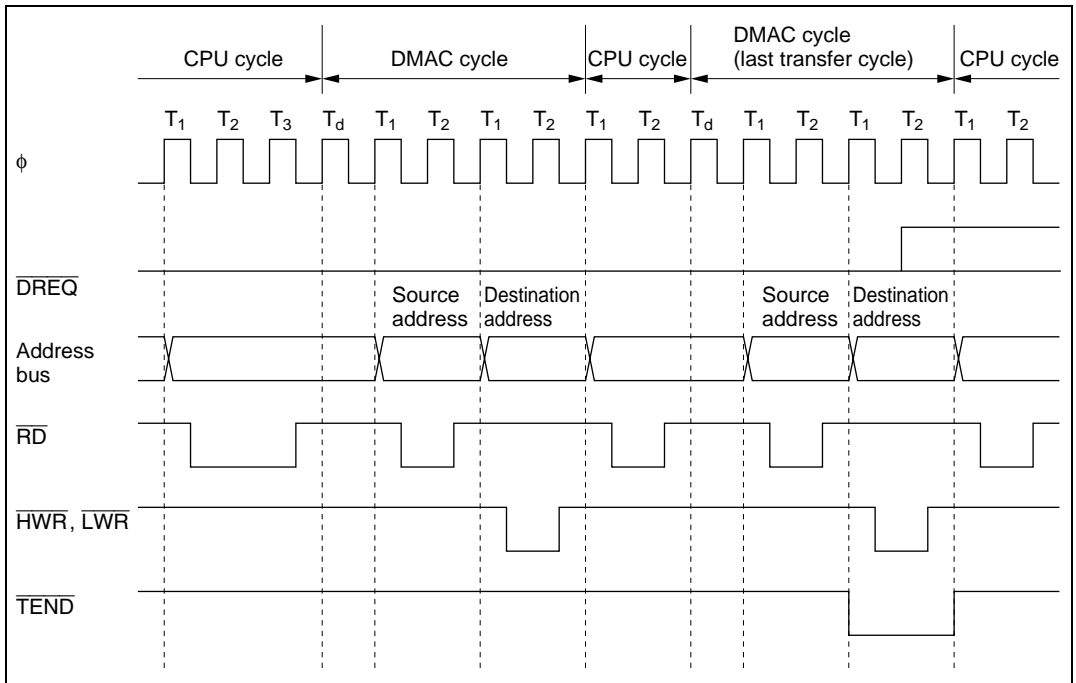 CPU cycle DMAC cycle CPU cycle DMAC cycle
(last transfer cycle) CPU cycle
T1 T2 T3 Td T1 T2 T1 T2 T1 T2 Td T1 T2 T1 T2 T1 T2
ϕ
DREQ
Source address Destination address Source address Destination address
Address
bus
RD
HWR, LWR
TEND